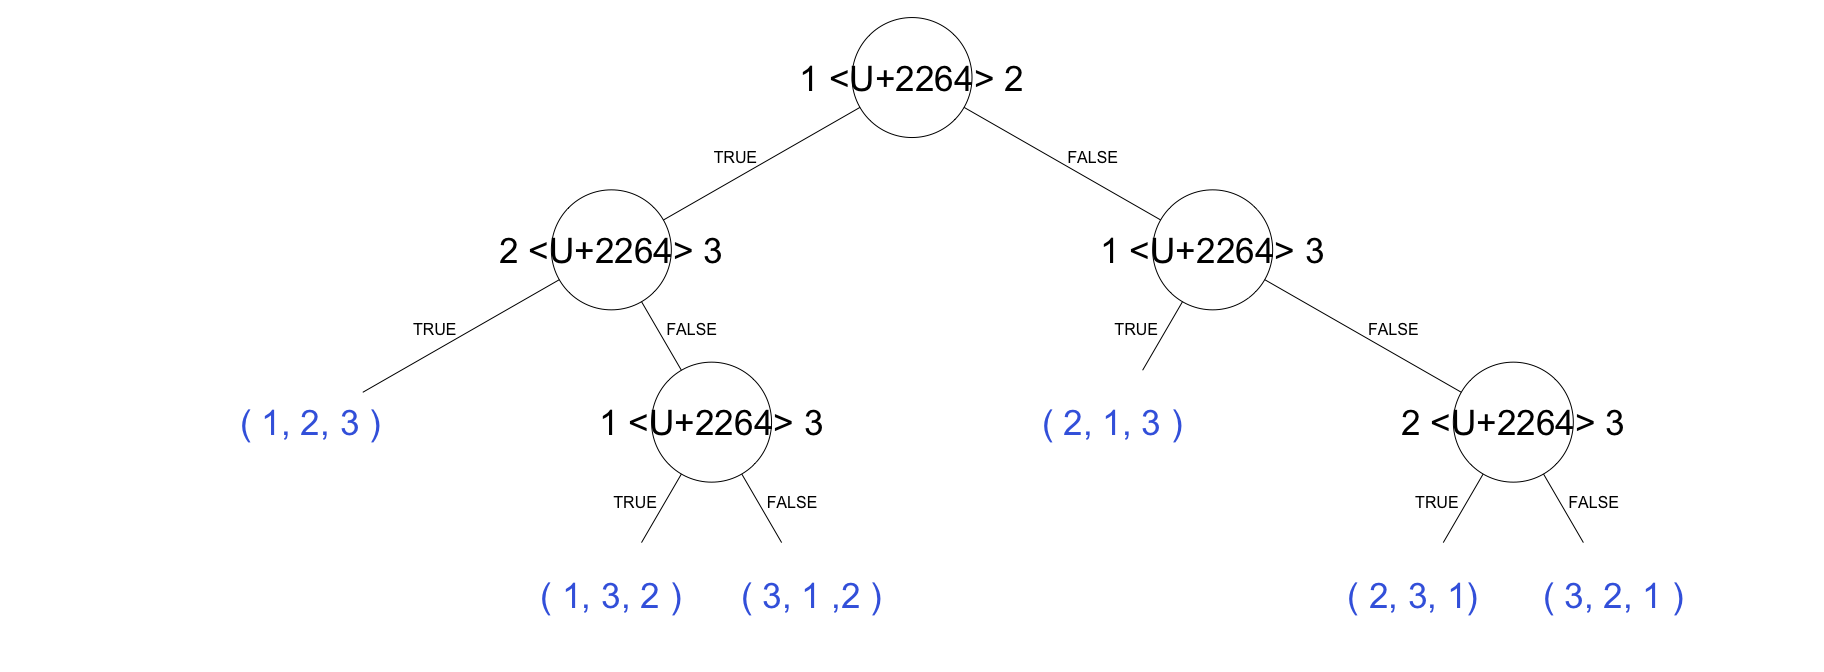 1 <U+2264> 2
TRUE
FALSE
2 <U+2264> 3
1 <U+2264> 3
TRUE
FALSE
TRUE
FALSE
( 1, 2, 3 )
1 <U+2264> 3
( 2, 1, 3 )
2 <U+2264> 3
TRUE
FALSE
TRUE
FALSE
( 1, 3, 2 )
( 3, 1 ,2 )
( 2, 3, 1)
( 3, 2, 1 )